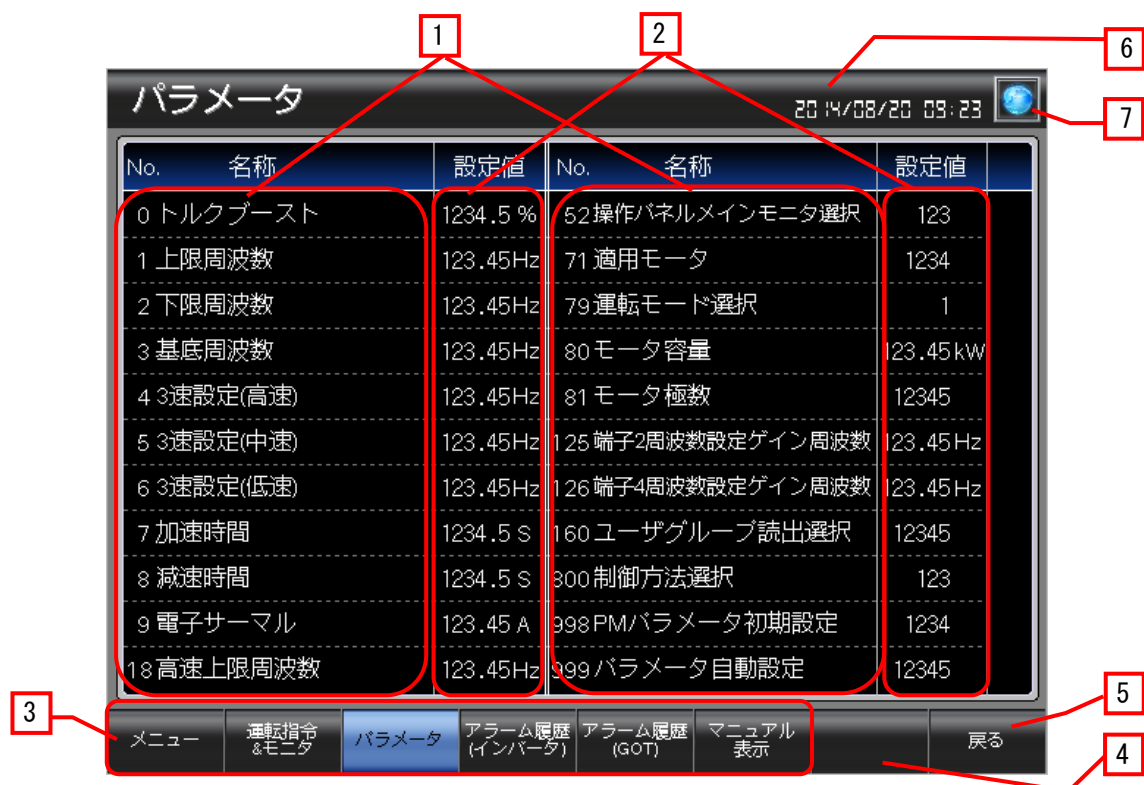 1
2
6
パラメータ
2014/08/20 09:23
7
No. 名称 設定値 No. 名称 設定値
0 トルクブースト 1234.5 % 52 操作パネルメインモニタ選択 123
1 上限周波数 123.45Hz 71 適用モータ 1234
2 下限周波数 123.45Hz 79 運転モード選択 1
3 基底周波数 123.45Hz 80 モータ容量 123.45kW
4 3速設定(高速) 123.45Hz 81 モータ極数 12345
5 3速設定(中速) 123.45Hz 125 端子2周波数設定ゲイン周波数 123.45Hz
6 3速設定(低速) 123.45Hz 126 端子4周波数設定ゲイン周波数 123.45Hz
7 加速時間 1234.5 S 160 ユーザグループ読出選択 12345
8 減速時間 1234.5 S 800 制御方法選択 123
9 電子サーマル 123.45 A 998 PMパラメータ初期設定 1234
18 高速上限周波数 123.45Hz 999 パラメータ自動設定 12345
3
5
メニュー
運転指令
&モニタ
パラメータ
アラーム履歴
(インバータ)
アラーム履歴
(GOT)
マニュアル
表示
戻る
4